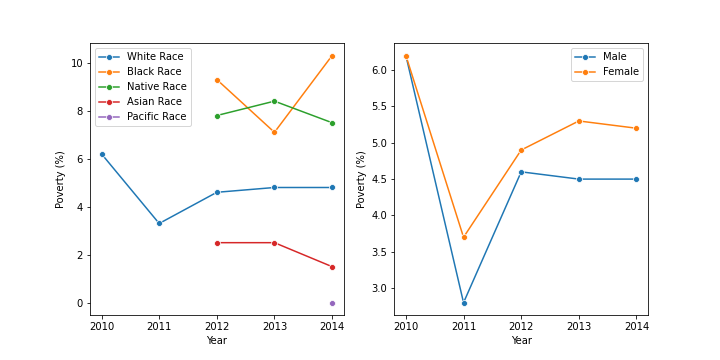 White Race
Black Race
Native Race
Asian Race
Pacific Race
10
8
6
4
2
0
Poverty (%)
2010 2011 2012 2013 2014
Year
Male
Female
6.0
5.5
5.0
4.5
4.0
3.5
3.0
Poverty (%)
2010 2011 2012 2013 2014
Year